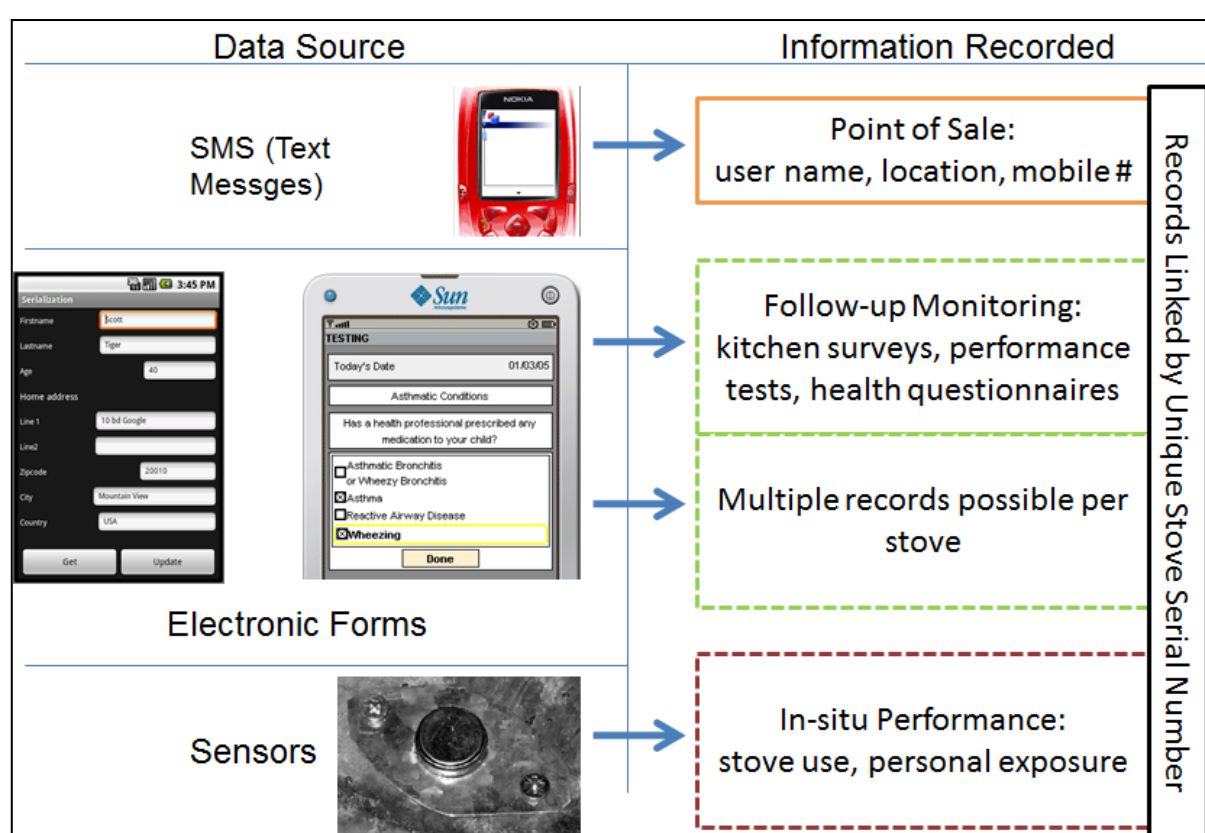 Data Source
Information Recorded
SMS (Text
Messges)
NOKIA
Point of Sale:
user name, location, mobile #
3:45 PM
Serialization
Firstname
Scott
Lastname
Tiger
Age
40
Home address
Line 1
10 bd Google
Line2
Zipcode
20010
City
Mountain View
Country
USA
Get
Update
Sun
microsystems
TESTING
Today's Date
01/03/05
Asthmatic Conditions
Has a health professional prescribed any
medication to your child?
Asthmatic Bronchitis
or Wheezy Bronchitis
Asthma
Reactive Airway Disease
Wheezing
Done
Electronic Forms
Follow-up Monitoring:
kitchen surveys, performance
tests, health questionnaires
Multiple records possible per
stove
Sensors
In-situ Performance:
stove use, personal exposure
Records Linked by Unique Stove Serial Number